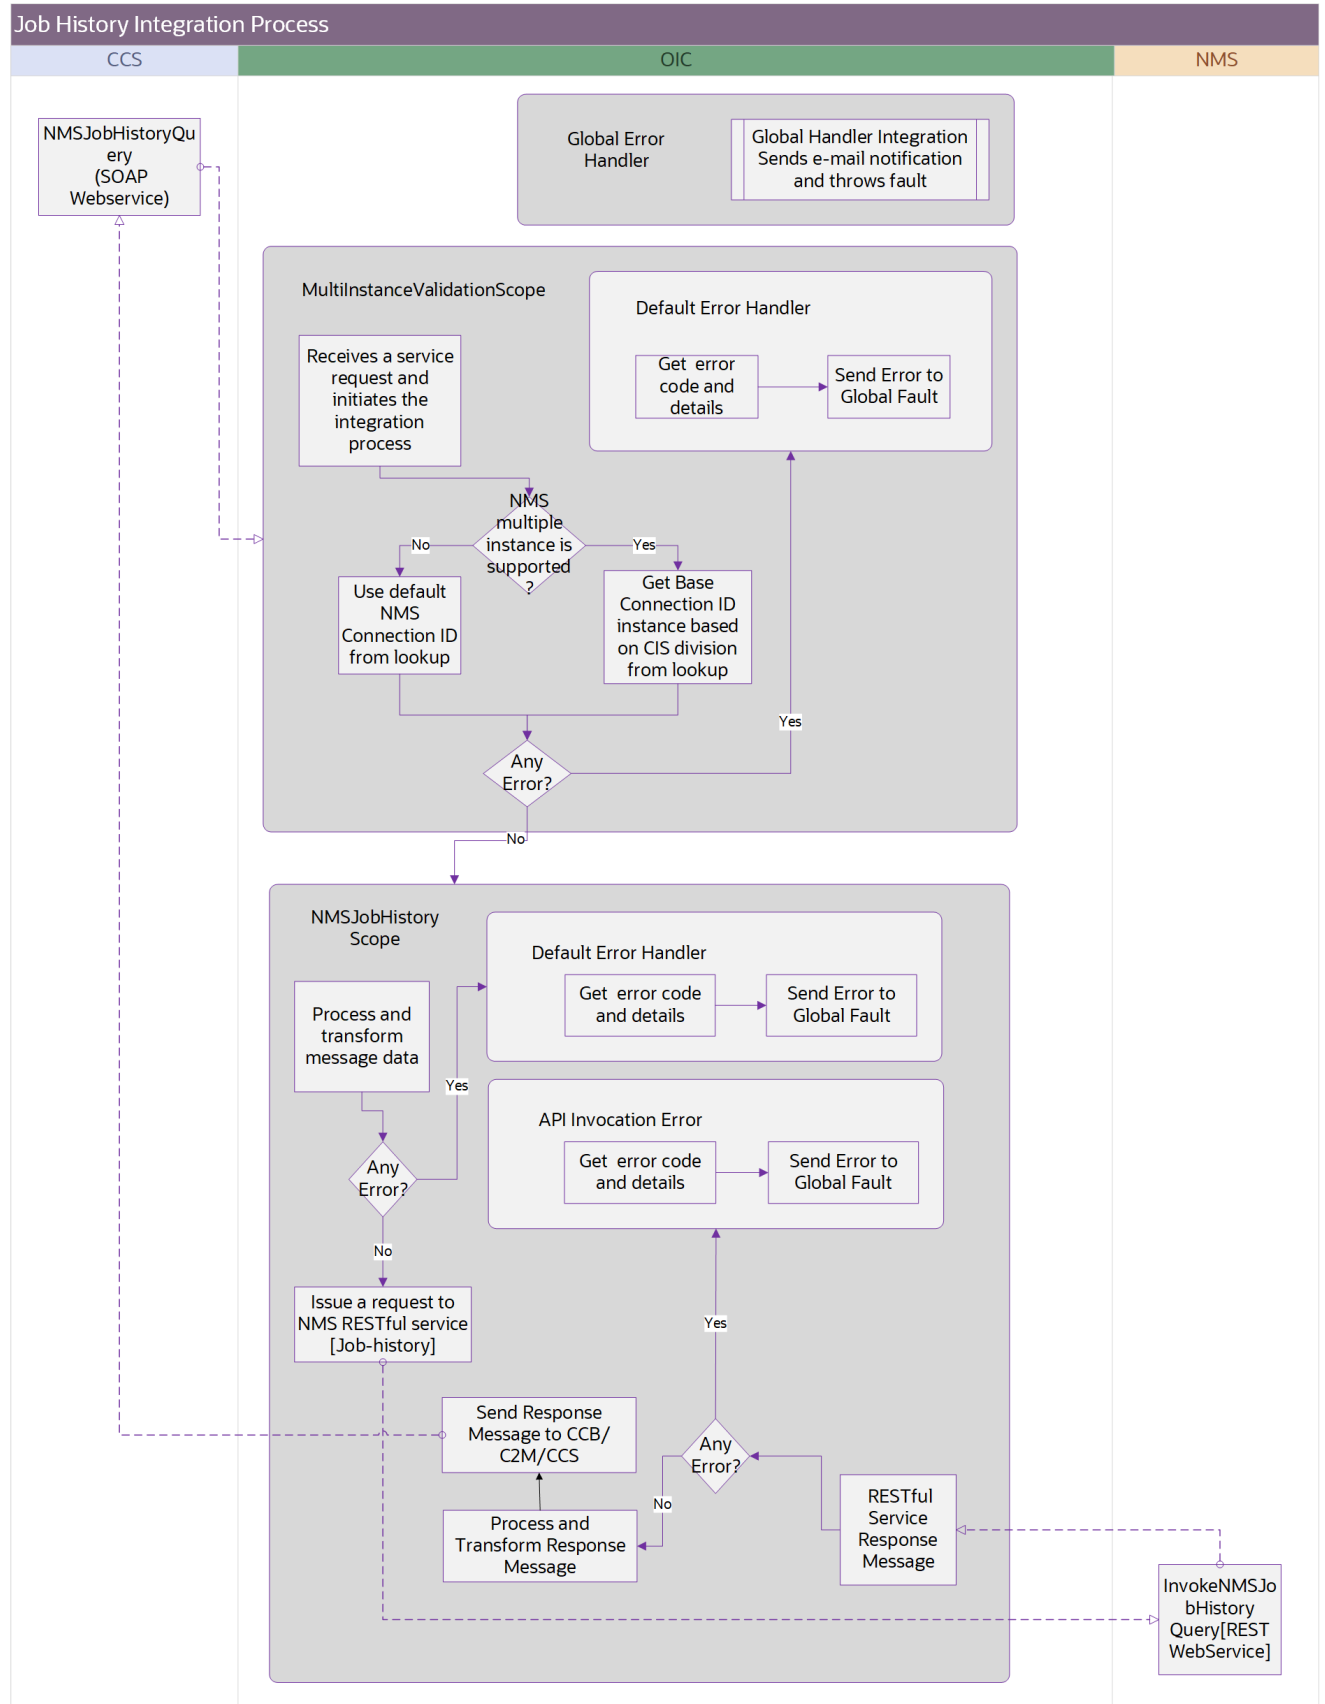 Job History Integration Process
CCS
OIC
NMS
NMSJobHistoryQu
ery
(SOAP
Webservice)
Global Error
Handler
Global Handler Integration
Sends e-mail notification
and throws fault
MultiInstanceValidationScope
Default Error Handler
Get  error
code and
details
Send Error to
Global Fault
Receives a service
request and
initiates the
integration
process
NMS
multiple
instance is
supported
?
No
Yes
Use default
NMS
Connection ID
from lookup
Get Base
Connection ID
instance based
on CIS division
from lookup
Yes
Any
Error?
No
NMSJobHistory
Scope
Default Error Handler
Get  error code
and details
Send Error to
Global Fault
Process and
transform
message data
Yes
API Invocation Error
Get  error code
and details
Send Error to
Global Fault
Any
Error?
No
Issue a request to
NMS RESTful service
[Job-history]
Yes
Send Response
Message to CCB/
C2M/CCS
Any
Error?
No
Process and
Transform Response
Message
RESTful
Service
Response
Message
InvokeNMSJo
bHistory
Query[REST
WebService]